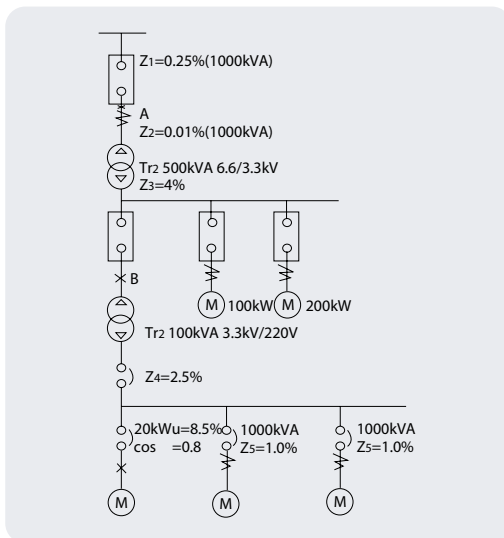 Z1=0.25%(1000kVA)
A
Z2=0.01%(1000kVA)
Tr2 500kVA 6.6/3.3kV
Z3=4%
B
M 100kW
M 200kW
Tr2 100kVA 3.3kV/220V
Z4=2.5%
20kWu=8.5%
cos =0.8
1000kVA
Z5=1.0%
1000kVA
Z5=1.0%
M
M
M